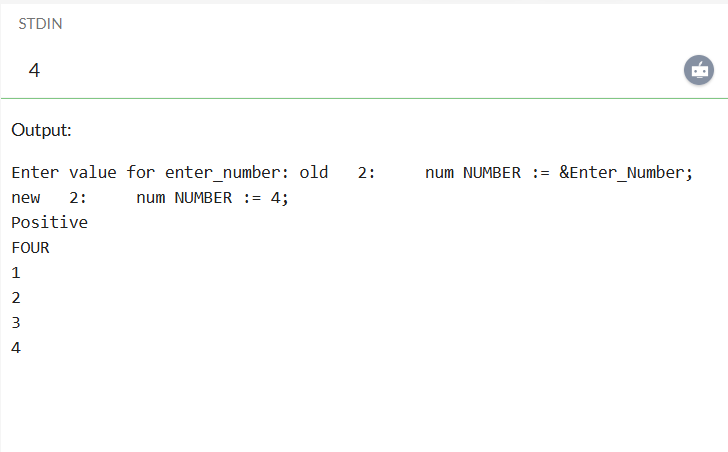 STDIN
4
Output:
Enter value for enter_number: old   2:     num NUMBER := &Enter_Number;
new   2:     num NUMBER := 4;
Positive
FOUR
1
2
3
4